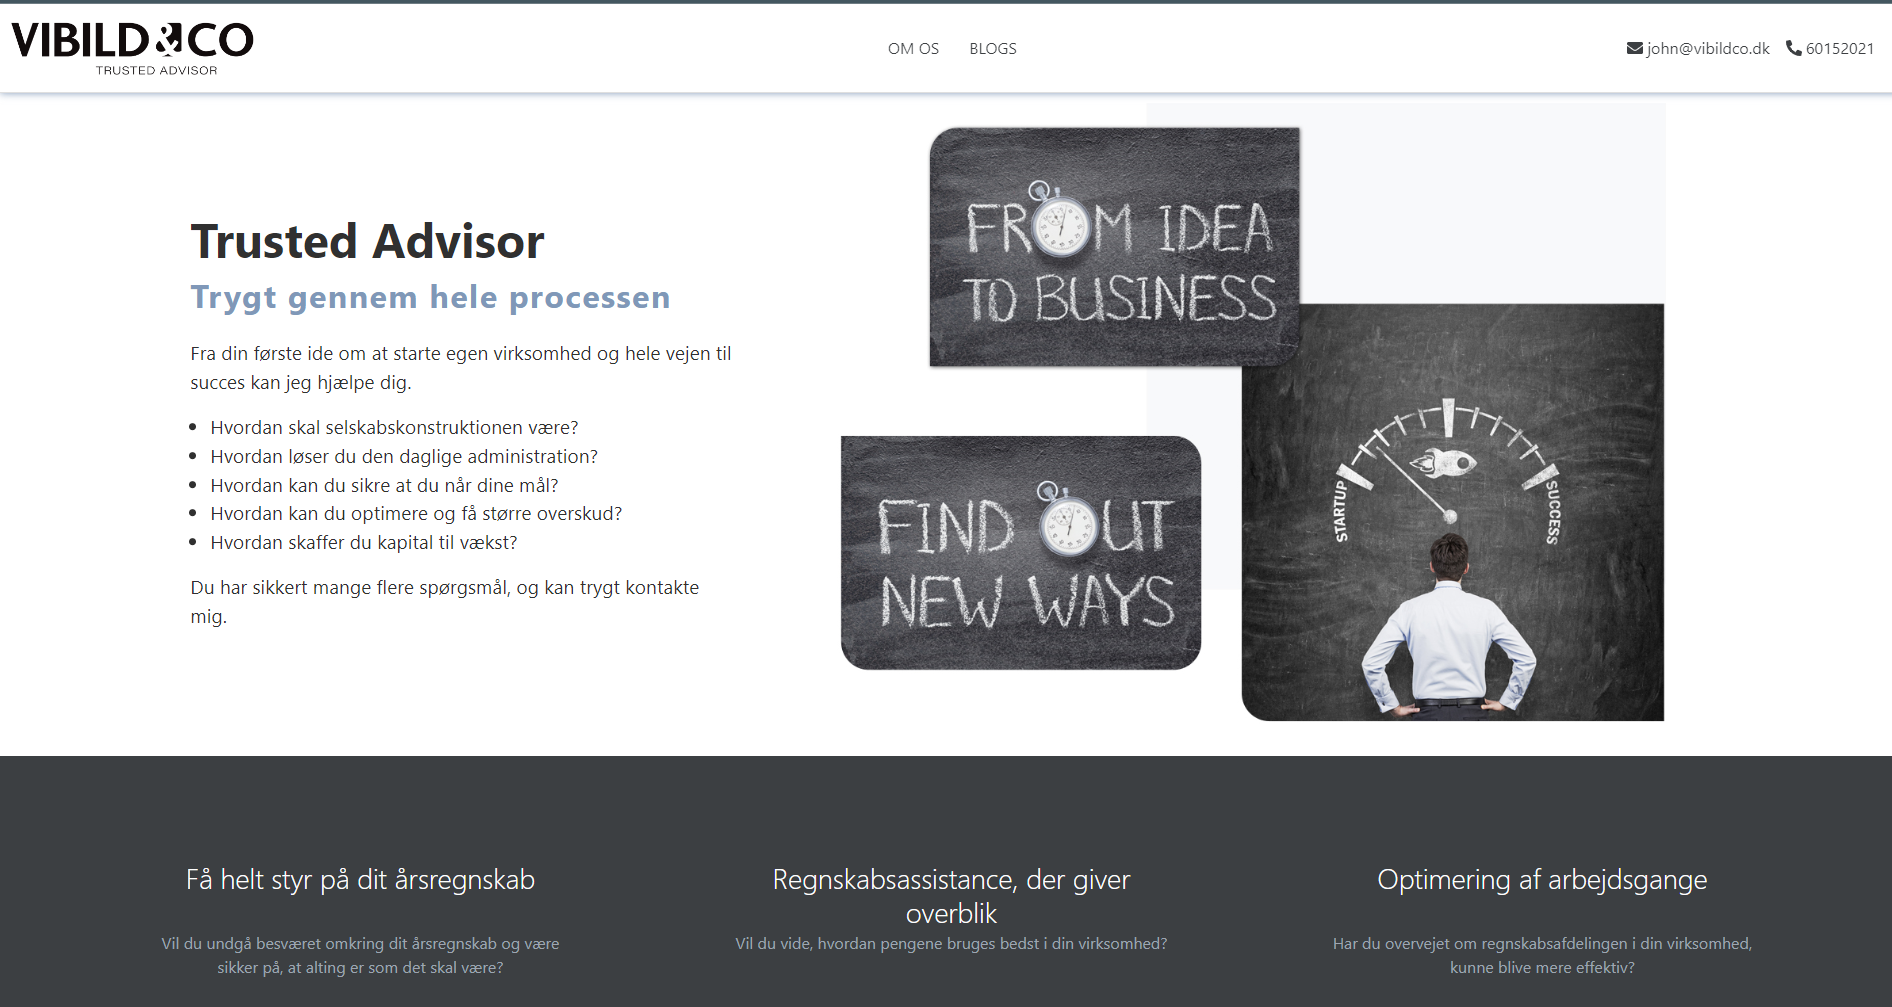 VIBILD&CO
TRUSTED ADVISOR
OM OS
BLOGS
john@vibildco.dk
60152021
Trusted Advisor
Trygt gennem hele processen
Fra din første ide om at starte egen virksomhed og hele vejen til
succes kan jeg hjælpe dig.
Hvordan skal selskabskonstruktionen være?
Hvordan løser du den daglige administration?
Hvordan kan du sikre at du når dine mål?
Hvordan kan du optimere og få større overskud?
Hvordan skaffer du kapital til vækst?
Du har sikkert mange flere spørgsmål, og kan trygt kontakte
mig.
FROM IDEA
TO BUSINESS
FIND OUT
NEW WAYS
STARTUP
SUCCESS
Få helt styr på dit årsregnskab
Vil du undgå besværet omkring dit årsregnskab og være
sikker på, at alting er som det skal være?
Regnskabsassistance, der giver
overblik
Vil du vide, hvordan pengene bruges bedst i din virksomhed?
Optimering af arbejdsgange
Har du overvejet om regnskabsafdelingen i din virksomhed,
kunne blive mere effektiv?